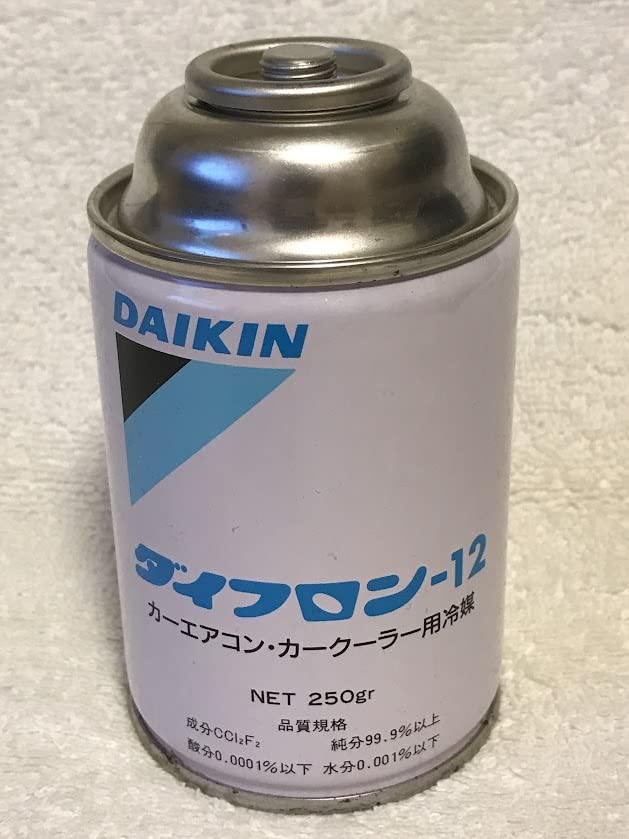 DAIKIN
ダイフロン-12
カーエアコン・カークーラー用冷媒
NET 250gr
品質規格
成分CCl₂F₂ 純分99.9%以上
酸分0.0001%以下 水分0.001%以下